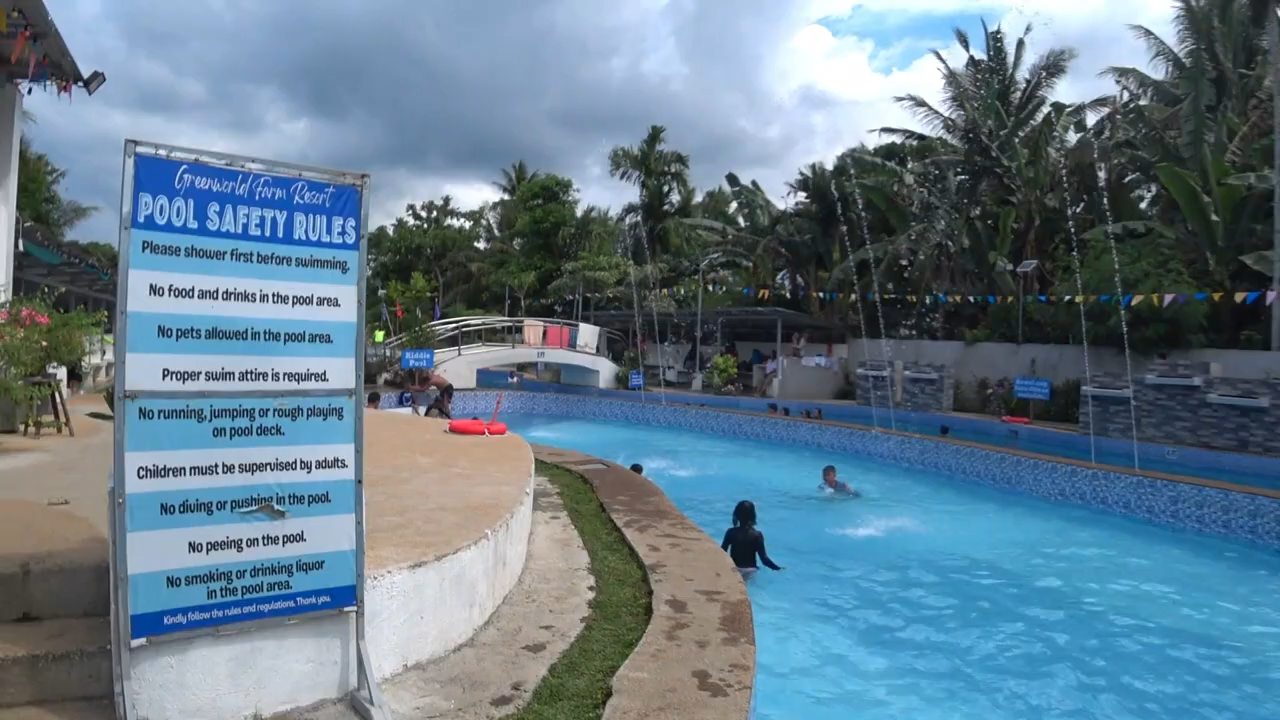 Greenworld Farm Resort
POOL SAFETY RULES
Please shower first before swimming.
No food and drinks in the pool area.
No pets allowed in the pool area.
Proper swim attire is required.
No running, jumping or rough playing
on pool deck.
Children must be supervised by adults.
No diving or pushing in the pool.
No peeing on the pool.
No smoking or drinking liquor
in the pool area.
Kindly follow the rules and regulations. Thank you.
Kiddie
Pool